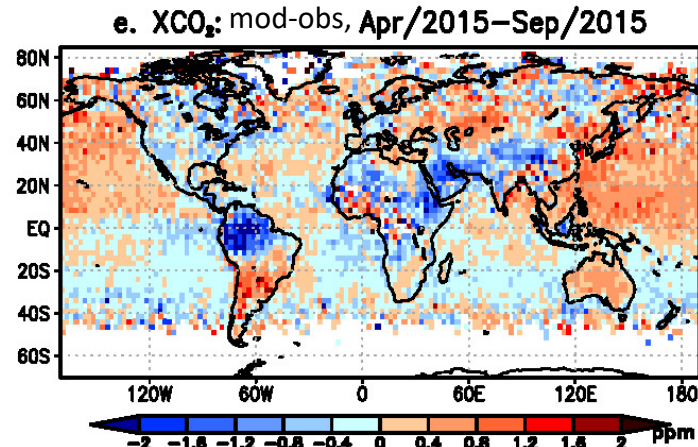 e. XCO₂: mod-obs, Apr/2015-Sep/2015
80N
60N
40N
20N
EQ
20S
40S
60S
120W 60W 0 60E 120E 180
-2 -1.6 -1.2 -0.8 -0.4 0 0.4 0.8 1.2 1.6 2 ppm